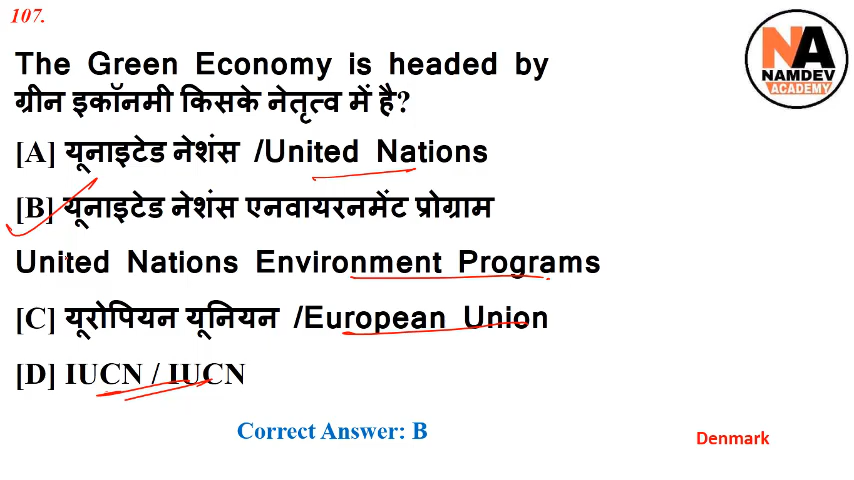 107.
NA
NAMDEV
ACADEMY
The Green Economy is headed by
ग्रीन इकॉनमी किसके नेतृत्व में है?
[A] यूनाइटेड नेशंस /United Nations
[B] यूनाइटेड नेशंस एनवायरनमेंट प्रोग्राम
United Nations Environment Programs
[C] यूरोपियन यूनियन /European Union
[D] IUCN / IUCN
Correct Answer: B
Denmark